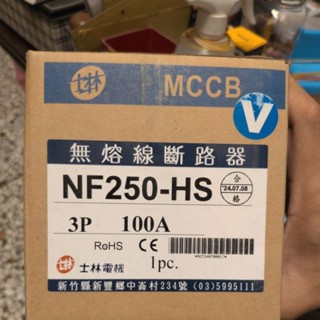 士林 MCCB
V
無熔線斷路器
NF250-HS
合
'24.07.08
格
3P 100A
RoHS CE
士林電機 1pc.
新竹縣新豐鄉中崙村234號 (03)5995111